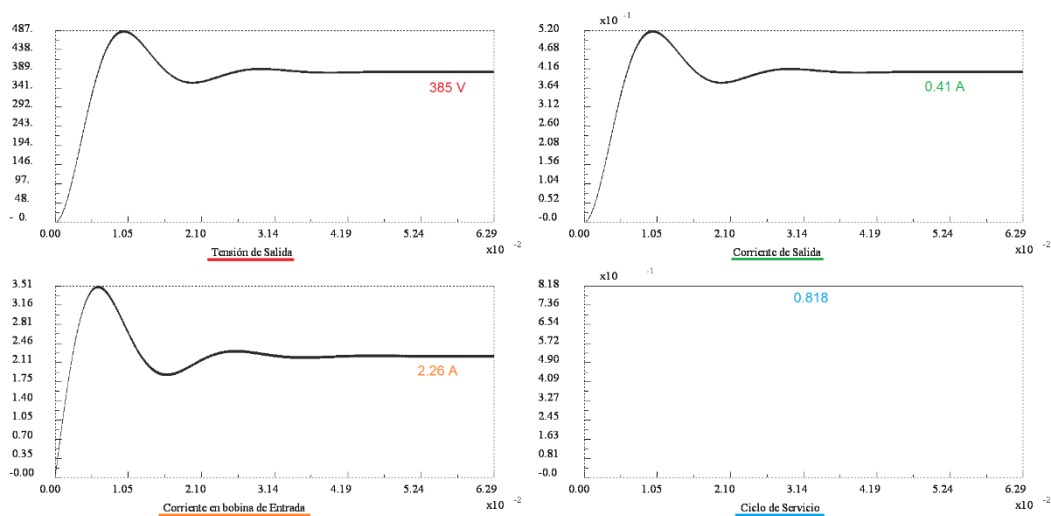 487.
438.
389.
341.
292.
243.
194.
146.
97.
48.
- 0.
385 V
0.00 1.05 2.10 3.14 4.19 5.24 6.29
x10 -2
Tensión de Salida
x10 -1
5.20
4.68
4.16
3.64
3.12
2.60
2.08
1.56
1.04
0.52
-0.0
0.41 A
0.00 1.05 2.10 3.14 4.19 5.24 6.29
x10 -2
Corriente de Salida
3.51
3.16
2.81
2.46
2.11
1.75
1.40
1.05
0.70
0.35
-0.00
2.26 A
0.00 1.05 2.10 3.14 4.19 5.24 6.29
x10 -2
Corriente en bobina de Entrada
x10 -1
8.18
7.36
6.54
5.72
4.90
4.09
3.27
2.45
1.63
0.81
-0.0
0.818
0.00 1.05 2.10 3.14 4.19 5.24 6.29
x10 -2
Ciclo de Servicio